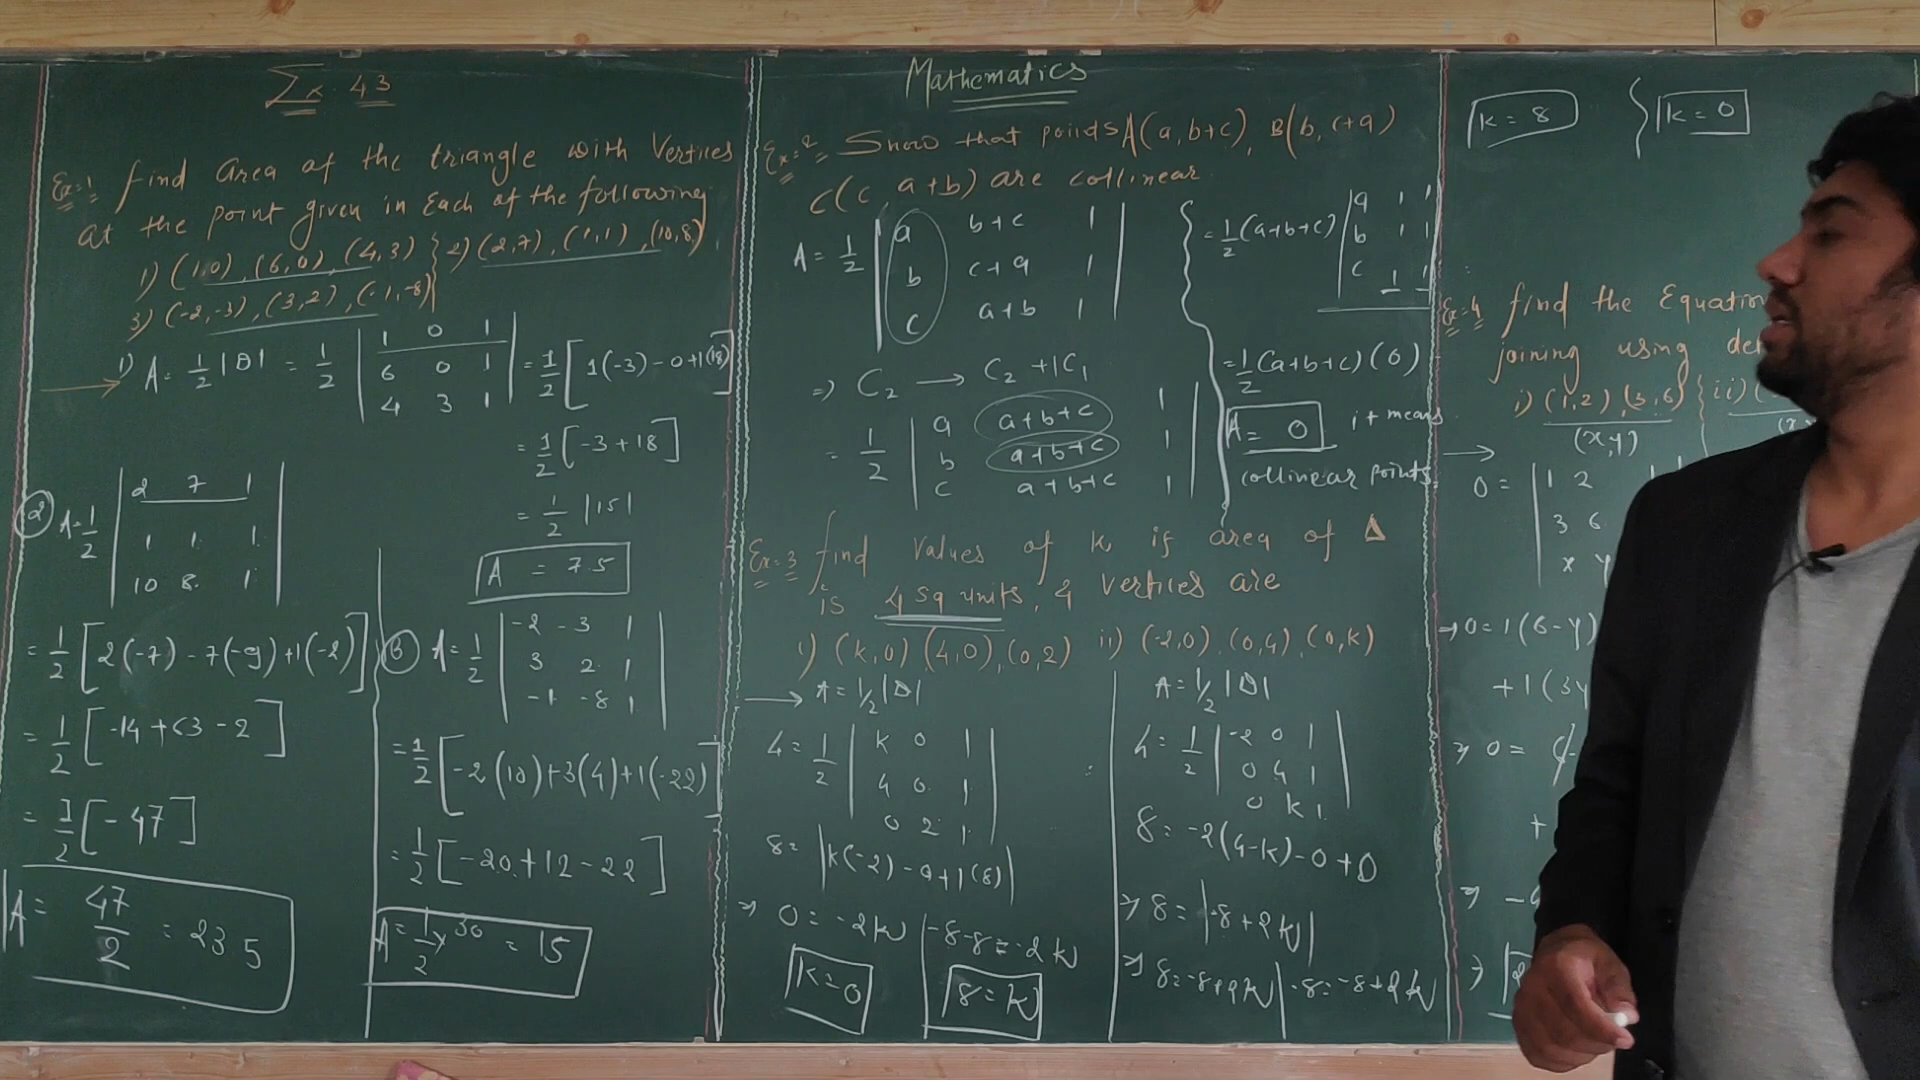 Ex. 43
Ex:1 find area of the triangle with Vertices
at the point given in Each of the following
1) (1,0), (6,0), (4,3) } 2) (2,7), (1,1), (10,8)
3) (-2,-3), (3,2), (-1,-8)
1) A = 1/2 |D| = 1/2 | 1 0 1 | = 1/2 [1(-3) - 0 + 1(18)]
6 0 1
4 3 1
= 1/2 [-3 + 18]
= 1/2 |15|
A = 7.5
② A = 1/2 | 2 7 1 |
1 1 1
10 8 1
= 1/2 [2(-7) - 7(-9) + 1(-2)]
= 1/2 [-14 + 63 - 2]
= 1/2 [- 47]
A = 47/2 = 23.5
③ A = 1/2 | -2 -3 1 |
3 2 1
-1 -8 1
= 1/2 [-2(10) + 3(4) + 1(-22)]
= 1/2 [-20 + 12 - 22]
A = 1/2 x 30 = 15
Mathematics
Ex:2 Show that points A(a, b+c), B(b, c+a)
C(c, a+b) are collinear
A = 1/2 | a b+c 1 |
b c+a 1
c a+b 1
⇒ C2 → C2 + 1C1
= 1/2 | a a+b+c 1 |
b a+b+c 1
c a+b+c 1
= 1/2 (a+b+c) | a 1 1 |
b 1 1
c 1 1
= 1/2 (a+b+c) (0)
A = 0 it means
collinear points.
Ex:3 find values of k, if area of Δ
is 4 sq units, & vertices are
i) (k,0) (4,0), (0,2) ii) (-2,0), (0,4), (0,k)
→ A = 1/2 |D|
4 = 1/2 | k 0 1 |
4 0 1
0 2 1
8 = |k(-2) - 0 + 1(8)|
⇒ 0 = -2k | -8-8 = -2k
k=0 | 8=k
A = 1/2 |D|
4 = 1/2 | -2 0 1 |
0 4 1
0 k 1
8 = -2(4-k) - 0 + 0
⇒ 8 = |-8 + 2k|
⇒ 8 = -8+2k | -8 = -8+2k
k = 8 } k = 0
Ex:4 find the Equation
joining using
i) (1,2), (3,6) { ii)
(x,y)
→ 0 = | 1 2
3 6
x y
⇒ 0 = 1(6-y)
+ 1(3y
⇒ 0 =
+
⇒